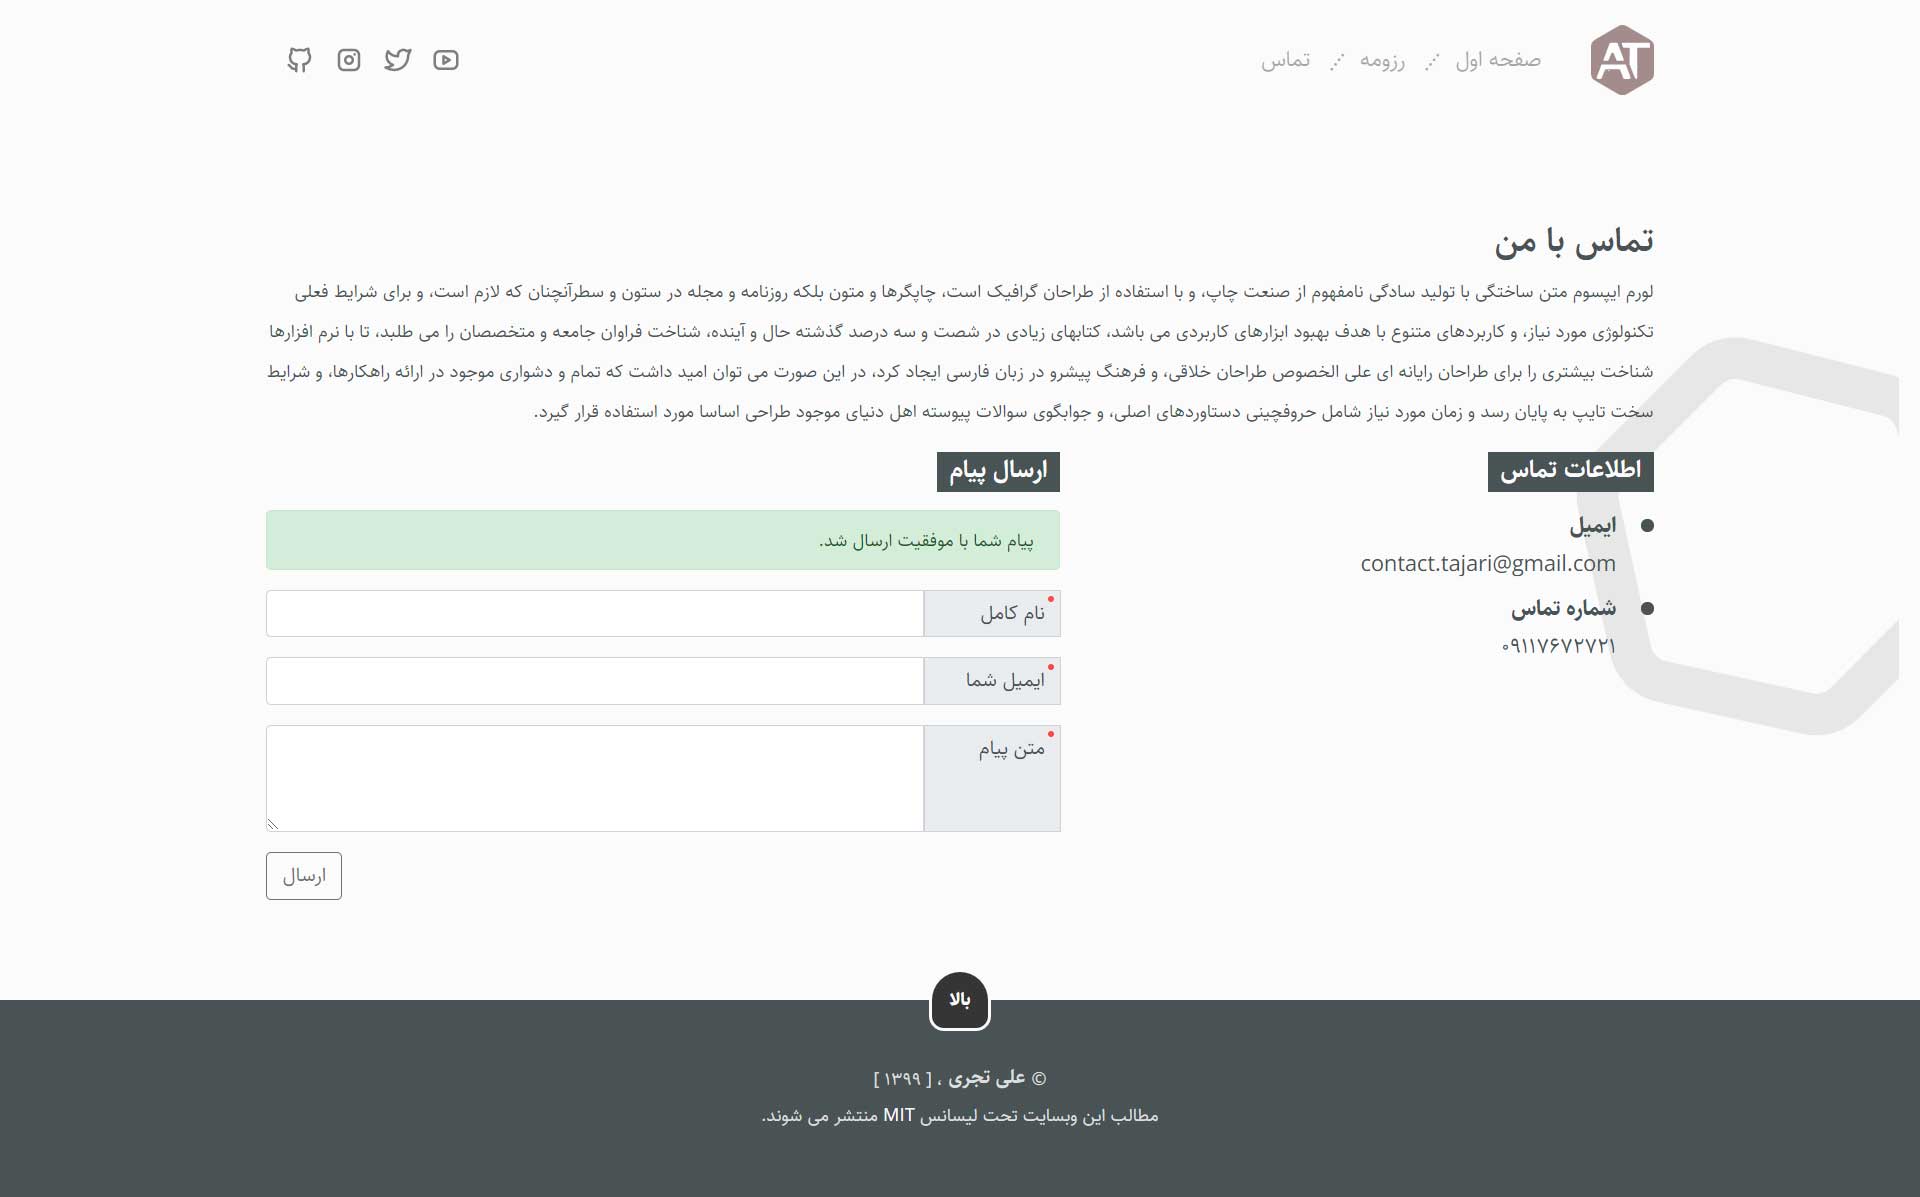 AT
صفحه اول
رزومه
تماس
تماس با من
لورم ایپسوم متن ساختگی با تولید سادگی نامفهوم از صنعت چاپ، و با استفاده از طراحان گرافیک است، چاپگرها و متون بلکه روزنامه و مجله در ستون و سطرآنچنان که لازم است، و برای شرایط فعلی
تکنولوژی مورد نیاز، و کاربردهای متنوع با هدف بهبود ابزارهای کاربردی می باشد، کتابهای زیادی در شصت و سه درصد گذشته حال و آینده، شناخت فراوان جامعه و متخصصان را می طلبد، تا با نرم افزارها
شناخت بیشتری را برای طراحان رایانه ای علی الخصوص طراحان خلاقی، و فرهنگ پیشرو در زبان فارسی ایجاد کرد، در این صورت می توان امید داشت که تمام و دشواری موجود در ارائه راهکارها، و شرایط
سخت تایپ به پایان رسد و زمان مورد نیاز شامل حروفچینی دستاوردهای اصلی، و جوابگوی سوالات پیوسته اهل دنیای موجود طراحی اساسا مورد استفاده قرار گیرد.
اطلاعات تماس
ایمیل
contact.tajari@gmail.com
شماره تماس
۰۹۱۱۷۶۷۲۷۲۱
ارسال پیام
پیام شما با موفقیت ارسال شد.
نام کامل
ایمیل شما
متن پیام
ارسال
بالا
© علی تجری ، [ ۱۳۹۹ ]
مطالب این وبسایت تحت لیسانس MIT منتشر می شوند.